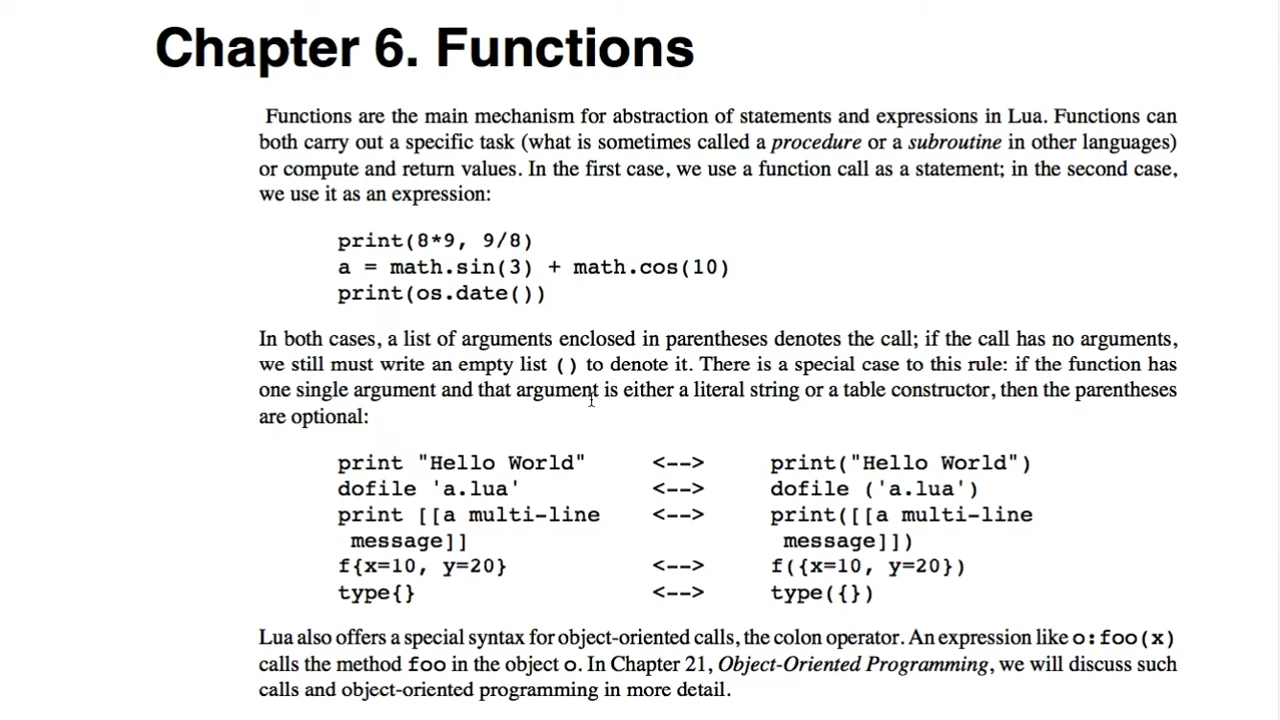 Chapter 6. Functions
Functions are the main mechanism for abstraction of statements and expressions in Lua. Functions can
both carry out a specific task (what is sometimes called a procedure or a subroutine in other languages)
or compute and return values. In the first case, we use a function call as a statement; in the second case,
we use it as an expression:
print(8*9, 9/8)
a = math.sin(3) + math.cos(10)
print(os.date())
In both cases, a list of arguments enclosed in parentheses denotes the call; if the call has no arguments,
we still must write an empty list () to denote it. There is a special case to this rule: if the function has
one single argument and that argument is either a literal string or a table constructor, then the parentheses
are optional:
print "Hello World" <--> print("Hello World")
dofile 'a.lua' <--> dofile ('a.lua')
print [[a multi-line <--> print([[a multi-line
message]] message]])
f{x=10, y=20} <--> f({x=10, y=20})
type{} <--> type({})
Lua also offers a special syntax for object-oriented calls, the colon operator. An expression like o:foo(x)
calls the method foo in the object o. In Chapter 21, Object-Oriented Programming, we will discuss such
calls and object-oriented programming in more detail.